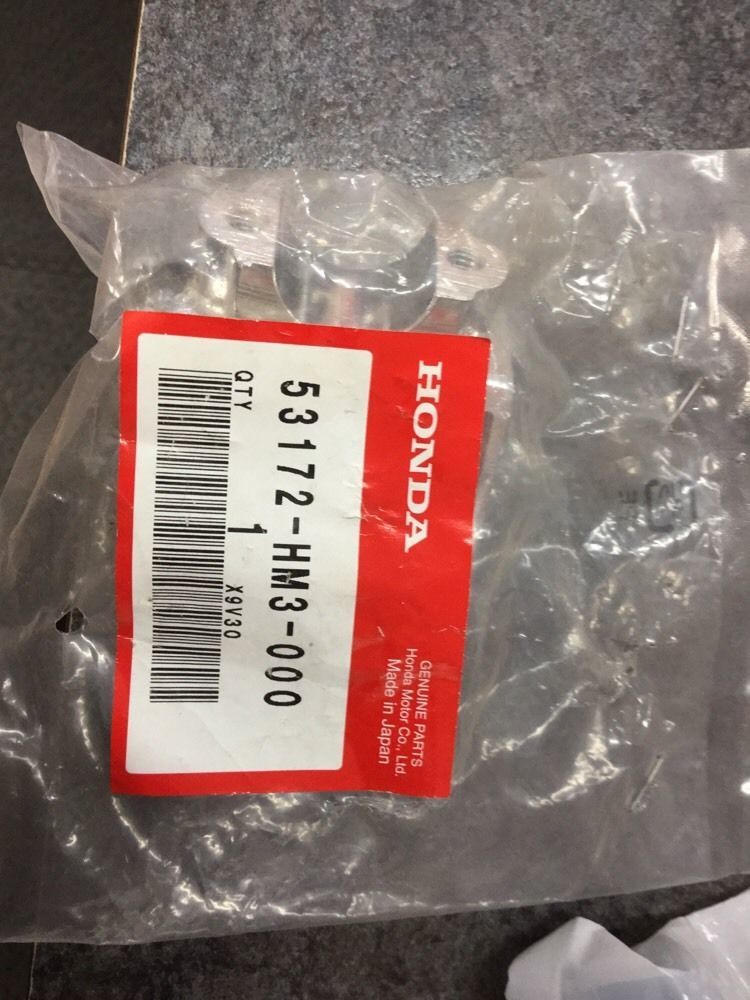 HONDA
GENUINE PARTS
Honda Motor Co., Ltd.
Made in Japan
53172-HM3-000
QTY 1 X9V30